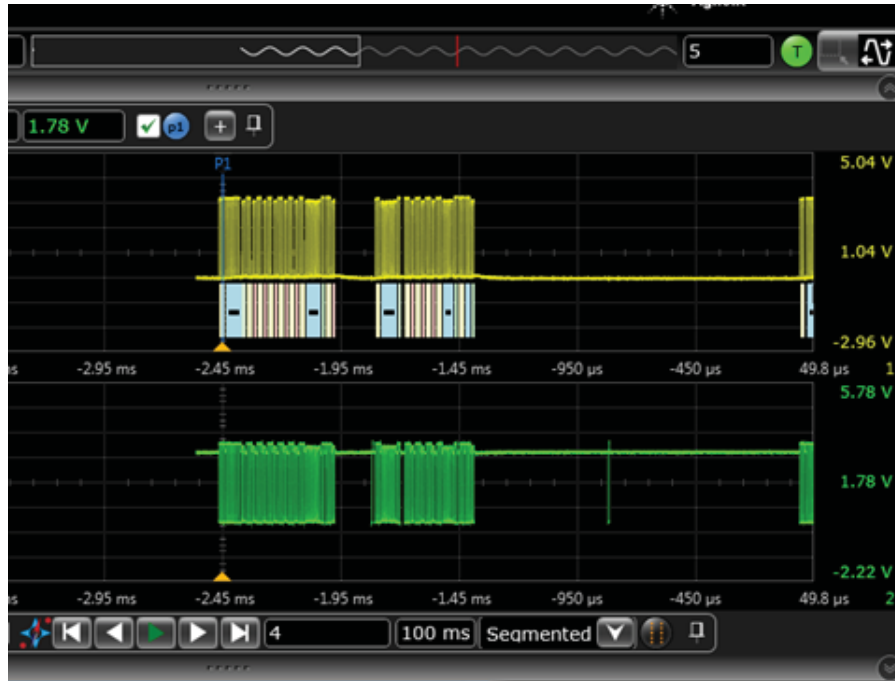 5 T
1.78 V p1 +
P1
5.04 V
1.04 V
-2.96 V
-2.95 ms -2.45 ms -1.95 ms -1.45 ms -950 µs -450 µs 49.8 µs 1
5.78 V
1.78 V
-2.22 V
-2.95 ms -2.45 ms -1.95 ms -1.45 ms -950 µs -450 µs 49.8 µs 2
4 100 ms Segmented